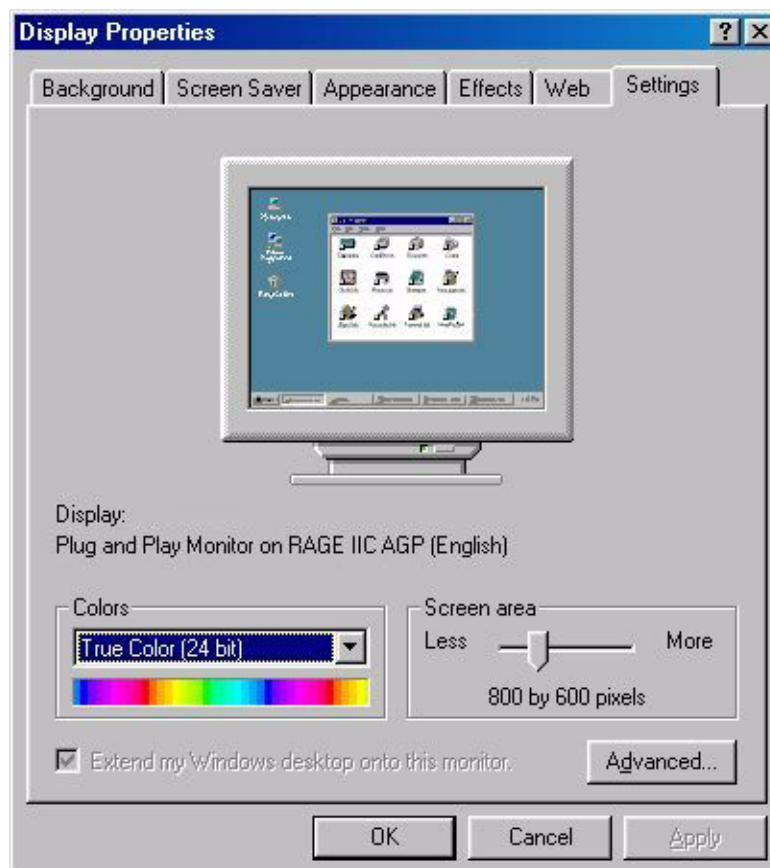 Display Properties
Background Screen Saver Appearance Effects Web Settings
Display:
Plug and Play Monitor on RAGE IIC AGP (English)
Colors
True Color (24 bit)
Screen area
Less More
800 by 600 pixels
Extend my Windows desktop onto this monitor.
Advanced...
OK Cancel Apply